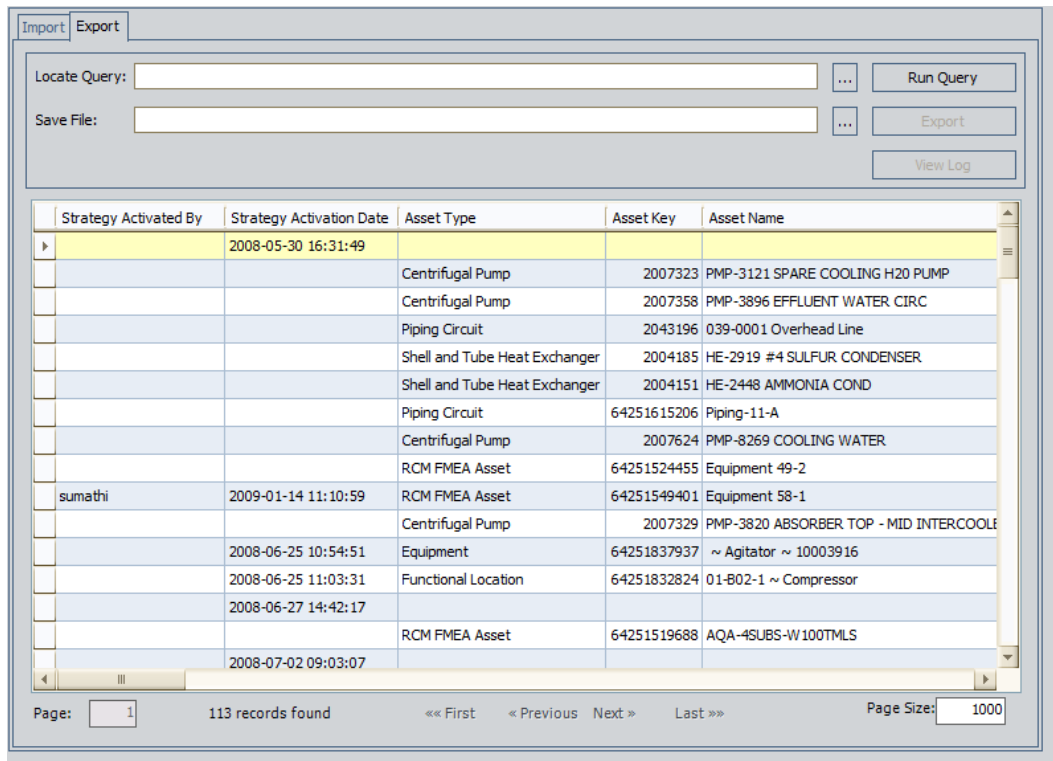 Import Export
Locate Query: ... Run Query
Save File: ... Export
View Log
Strategy Activated By Strategy Activation Date Asset Type Asset Key Asset Name
2008-05-30 16:31:49
Centrifugal Pump 2007323 PMP-3121 SPARE COOLING H20 PUMP
Centrifugal Pump 2007358 PMP-3896 EFFLUENT WATER CIRC
Piping Circuit 2043196 039-0001 Overhead Line
Shell and Tube Heat Exchanger 2004185 HE-2919 #4 SULFUR CONDENSER
Shell and Tube Heat Exchanger 2004151 HE-2448 AMMONIA COND
Piping Circuit 64251615206 Piping-11-A
Centrifugal Pump 2007624 PMP-8269 COOLING WATER
RCM FMEA Asset 64251524455 Equipment 49-2
sumathi 2009-01-14 11:10:59 RCM FMEA Asset 64251549401 Equipment 58-1
Centrifugal Pump 2007329 PMP-3820 ABSORBER TOP - MID INTERCOOLE
2008-06-25 10:54:51 Equipment 64251837937 ~ Agitator ~ 10003916
2008-06-25 11:03:31 Functional Location 64251832824 01-B02-1 ~ Compressor
2008-06-27 14:42:17
RCM FMEA Asset 64251519688 AQA-4SUBS-W100TMLS
2008-07-02 09:03:07
Page: 1 113 records found «« First « Previous Next » Last »» Page Size: 1000